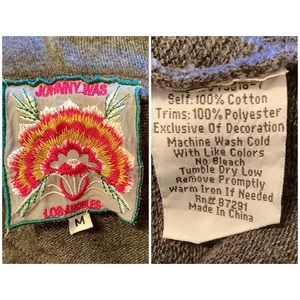 JOHNNY WAS
LOS ANGELES
M
Self: 100% Cotton
Trims: 100% Polyester
Exclusive Of Decoration
Machine Wash Cold
With Like Colors
No Bleach
Tumble Dry Low
Remove Promptly
Warm Iron If Needed
Rn# 87291
Made In China